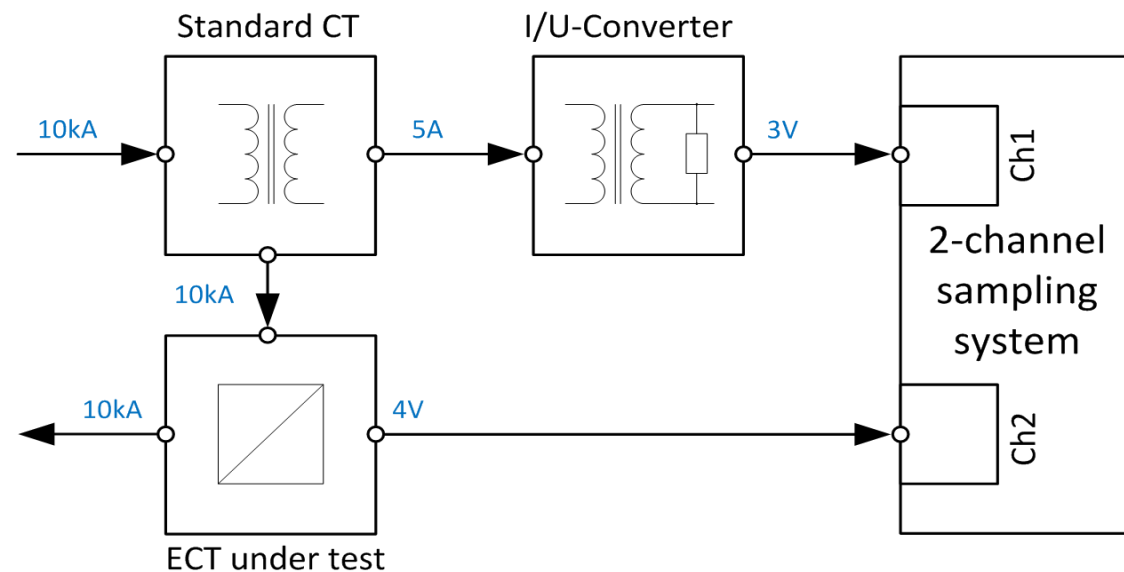 Standard CT
I/U-Converter
10kA
5A
3V
Ch1
2-channel
sampling
system
10kA
10kA
4V
Ch2
ECT under test